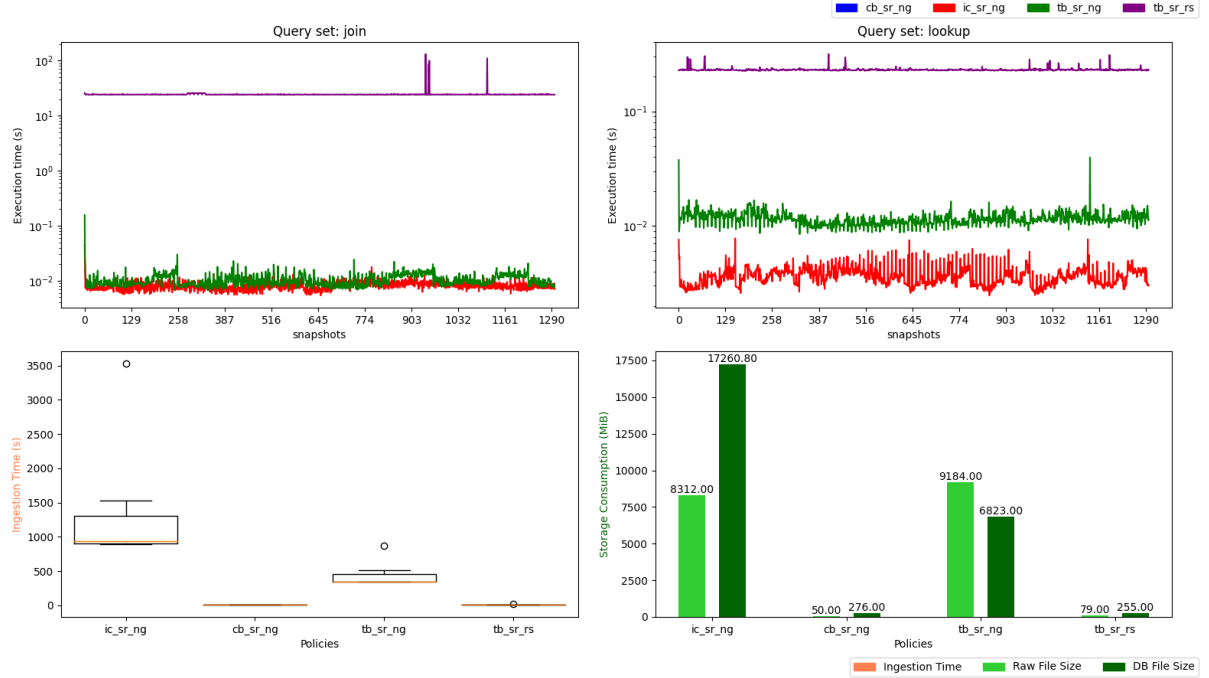 cb_sr_ng ic_sr_ng tb_sr_ng tb_sr_rs
Query set: join
Execution time (s)
10²
10¹
10⁰
10⁻¹
10⁻²
0 129 258 387 516 645 774 903 1032 1161 1290
snapshots
Query set: lookup
Execution time (s)
10⁻¹
10⁻²
0 129 258 387 516 645 774 903 1032 1161 1290
snapshots
Ingestion Time (s)
3500
3000
2500
2000
1500
1000
500
0
ic_sr_ng cb_sr_ng tb_sr_ng tb_sr_rs
Policies
Storage Consumption (MiB)
17500
15000
12500
10000
7500
5000
2500
0
8312.00 17260.80
50.00 276.00
9184.00 6823.00
79.00 255.00
ic_sr_ng cb_sr_ng tb_sr_ng tb_sr_rs
Policies
Ingestion Time Raw File Size DB File Size